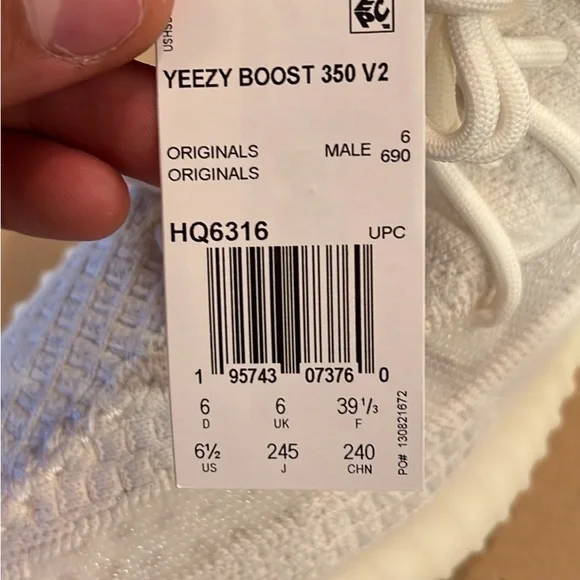 YEEZY BOOST 350 V2
ORIGINALS MALE 6
ORIGINALS 690
HQ6316 UPC
1 95743 07376 0
6 6 39 1/3
D UK F
6½ 245 240
US J CHN
PO# 130821672